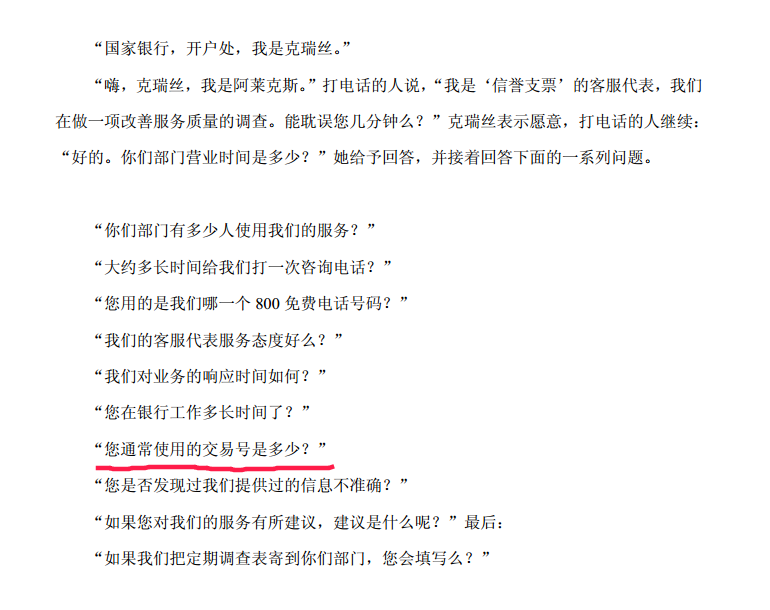 “国家银行，开户处，我是克瑞丝。”
“嗨，克瑞丝，我是阿莱克斯。”打电话的人说，“我是‘信誉支票’的客服代表，我们
在做一项改善服务质量的调查。能耽误您几分钟么？”克瑞丝表示愿意，打电话的人继续：
“好的。你们部门营业时间是多少？”她给予回答，并接着回答下面的一系列问题。
“你们部门有多少人使用我们的服务？”
“大约多长时间给我们打一次咨询电话？”
“您用的是我们哪一个 800 免费电话号码？”
“我们的客服代表服务态度好么？”
“我们对业务的响应时间如何？”
“您在银行工作多长时间了？”
“您通常使用的交易号是多少？”
“您是否发现过我们提供过的信息不准确？”
“如果您对我们的服务有所建议，建议是什么呢？”最后：
“如果我们把定期调查表寄到你们部门，您会填写么？”